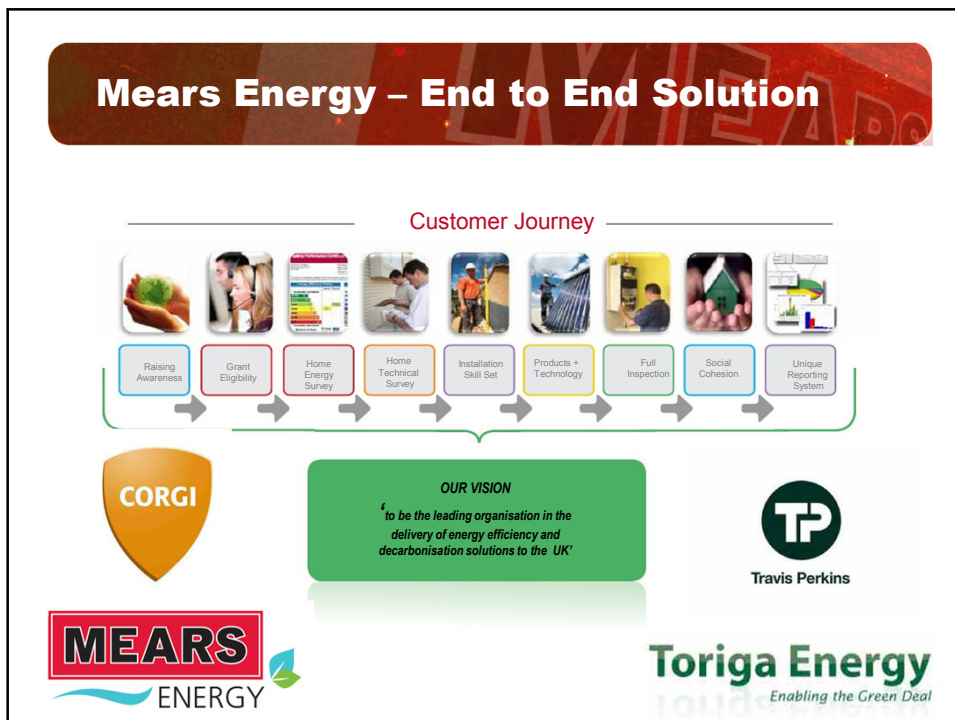 Mears Energy – End to End Solution
Customer Journey
Raising
Awareness
Grant
Eligibility
Home
Energy
Survey
Home
Technical
Survey
Installation
Skill Set
Products +
Technology
Full
Inspection
Social
Cohesion
Unique
Reporting
System
CORGI
OUR VISION
‘to be the leading organisation in the
delivery of energy efficiency and
decarbonisation solutions to the UK’
TP
Travis Perkins
MEARS
ENERGY
Toriga Energy
Enabling the Green Deal
MEARS